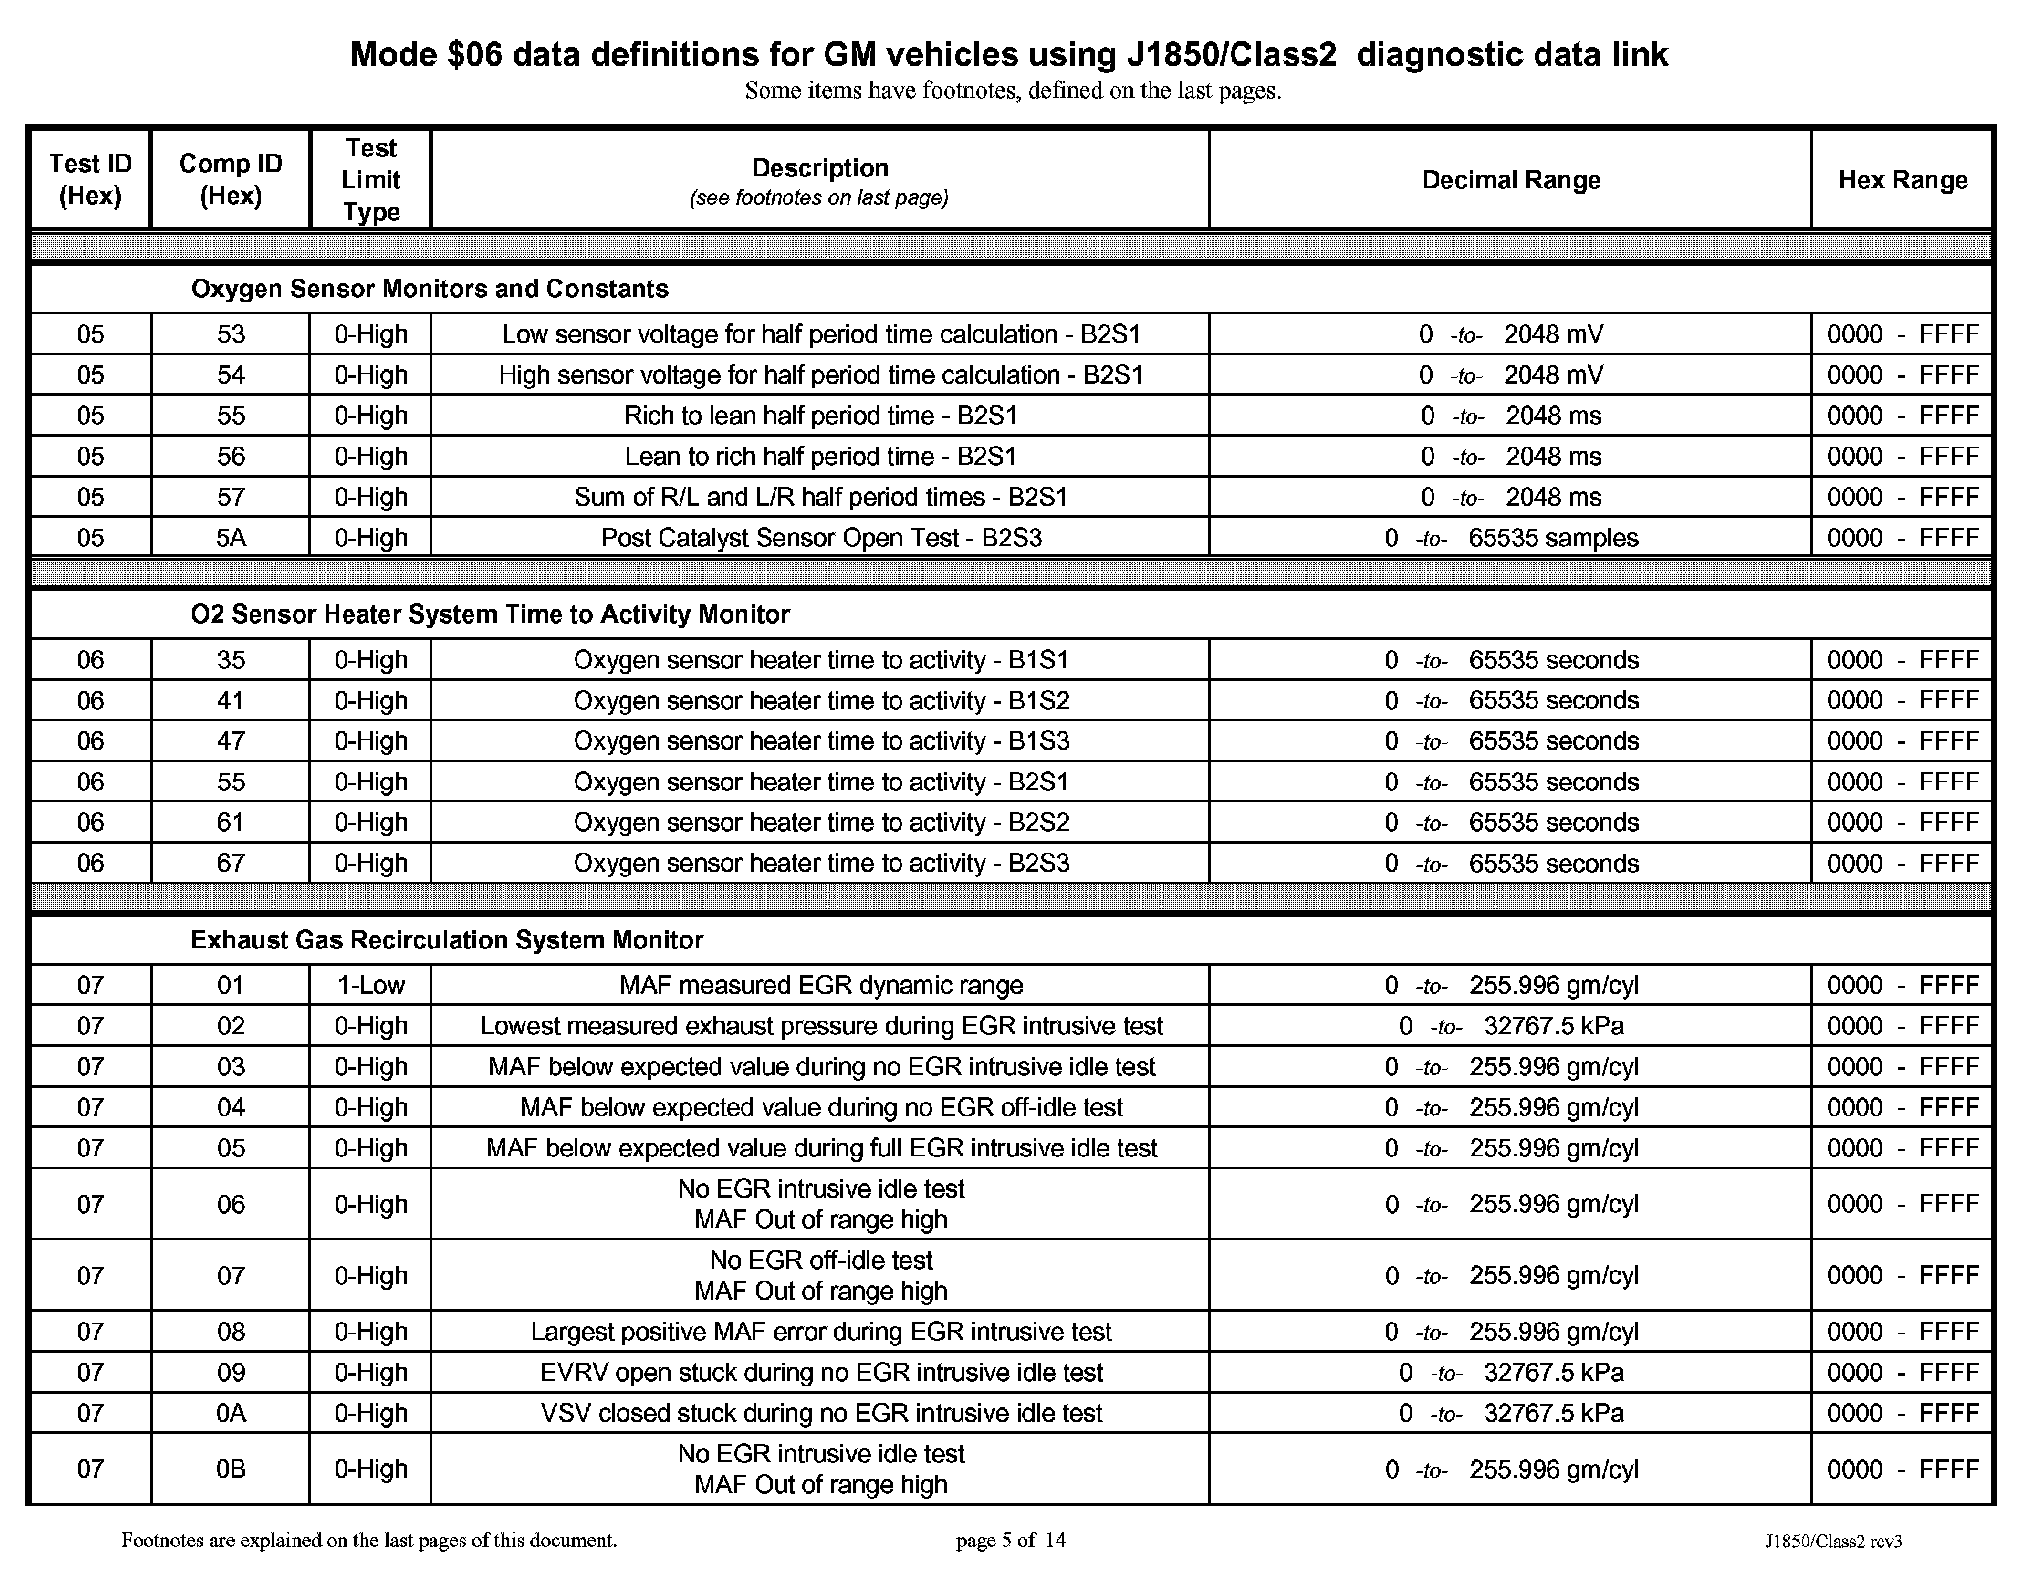 Mode $06 data definitions for GM vehicles using J1850/Class2 diagnostic data link
Some items have footnotes, defined on the last pages.
Test ID (Hex) Comp ID (Hex) Test Limit Type Description (see footnotes on last page) Decimal Range Hex Range
Oxygen Sensor Monitors and Constants
05 53 0-High Low sensor voltage for half period time calculation - B2S1 0 -to- 2048 mV 0000 - FFFF
05 54 0-High High sensor voltage for half period time calculation - B2S1 0 -to- 2048 mV 0000 - FFFF
05 55 0-High Rich to lean half period time - B2S1 0 -to- 2048 ms 0000 - FFFF
05 56 0-High Lean to rich half period time - B2S1 0 -to- 2048 ms 0000 - FFFF
05 57 0-High Sum of R/L and L/R half period times - B2S1 0 -to- 2048 ms 0000 - FFFF
05 5A 0-High Post Catalyst Sensor Open Test - B2S3 0 -to- 65535 samples 0000 - FFFF
O2 Sensor Heater System Time to Activity Monitor
06 35 0-High Oxygen sensor heater time to activity - B1S1 0 -to- 65535 seconds 0000 - FFFF
06 41 0-High Oxygen sensor heater time to activity - B1S2 0 -to- 65535 seconds 0000 - FFFF
06 47 0-High Oxygen sensor heater time to activity - B1S3 0 -to- 65535 seconds 0000 - FFFF
06 55 0-High Oxygen sensor heater time to activity - B2S1 0 -to- 65535 seconds 0000 - FFFF
06 61 0-High Oxygen sensor heater time to activity - B2S2 0 -to- 65535 seconds 0000 - FFFF
06 67 0-High Oxygen sensor heater time to activity - B2S3 0 -to- 65535 seconds 0000 - FFFF
Exhaust Gas Recirculation System Monitor
07 01 1-Low MAF measured EGR dynamic range 0 -to- 255.996 gm/cyl 0000 - FFFF
07 02 0-High Lowest measured exhaust pressure during EGR intrusive test 0 -to- 32767.5 kPa 0000 - FFFF
07 03 0-High MAF below expected value during no EGR intrusive idle test 0 -to- 255.996 gm/cyl 0000 - FFFF
07 04 0-High MAF below expected value during no EGR off-idle test 0 -to- 255.996 gm/cyl 0000 - FFFF
07 05 0-High MAF below expected value during full EGR intrusive idle test 0 -to- 255.996 gm/cyl 0000 - FFFF
07 06 0-High No EGR intrusive idle test MAF Out of range high 0 -to- 255.996 gm/cyl 0000 - FFFF
07 07 0-High No EGR off-idle test MAF Out of range high 0 -to- 255.996 gm/cyl 0000 - FFFF
07 08 0-High Largest positive MAF error during EGR intrusive test 0 -to- 255.996 gm/cyl 0000 - FFFF
07 09 0-High EVRV open stuck during no EGR intrusive idle test 0 -to- 32767.5 kPa 0000 - FFFF
07 0A 0-High VSV closed stuck during no EGR intrusive idle test 0 -to- 32767.5 kPa 0000 - FFFF
07 0B 0-High No EGR intrusive idle test MAF Out of range high 0 -to- 255.996 gm/cyl 0000 - FFFF
Footnotes are explained on the last pages of this document. page 5 of 14 J1850/Class2 rev3